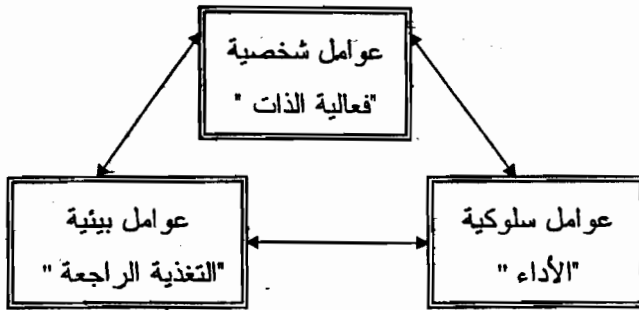 عوامل شخصية
"فعالية الذات "
عوامل بيئية
"التغذية الراجعة "
عوامل سلوكية
"الأداء "